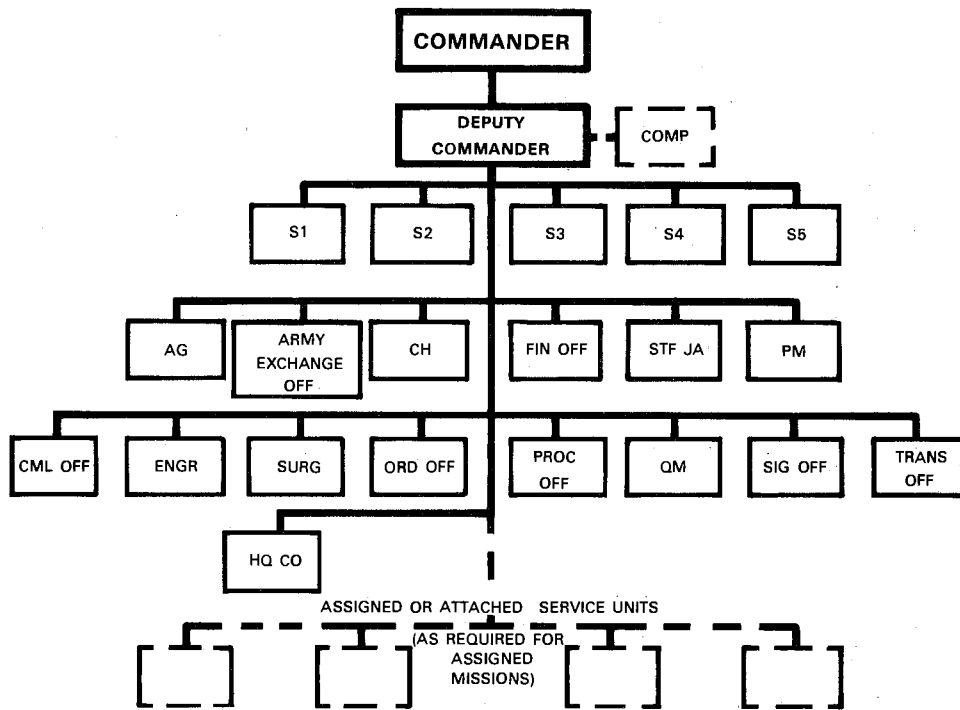 COMMANDER
DEPUTY
COMMANDER
COMP
S1
S2
S3
S4
S5
AG
ARMY
EXCHANGE
OFF
CH
FIN OFF
STF JA
PM
CML OFF
ENGR
SURG
ORD OFF
PROC
OFF
QM
SIG OFF
TRANS
OFF
HQ CO
ASSIGNED OR ATTACHED SERVICE UNITS
(AS REQUIRED FOR
ASSIGNED
MISSIONS)